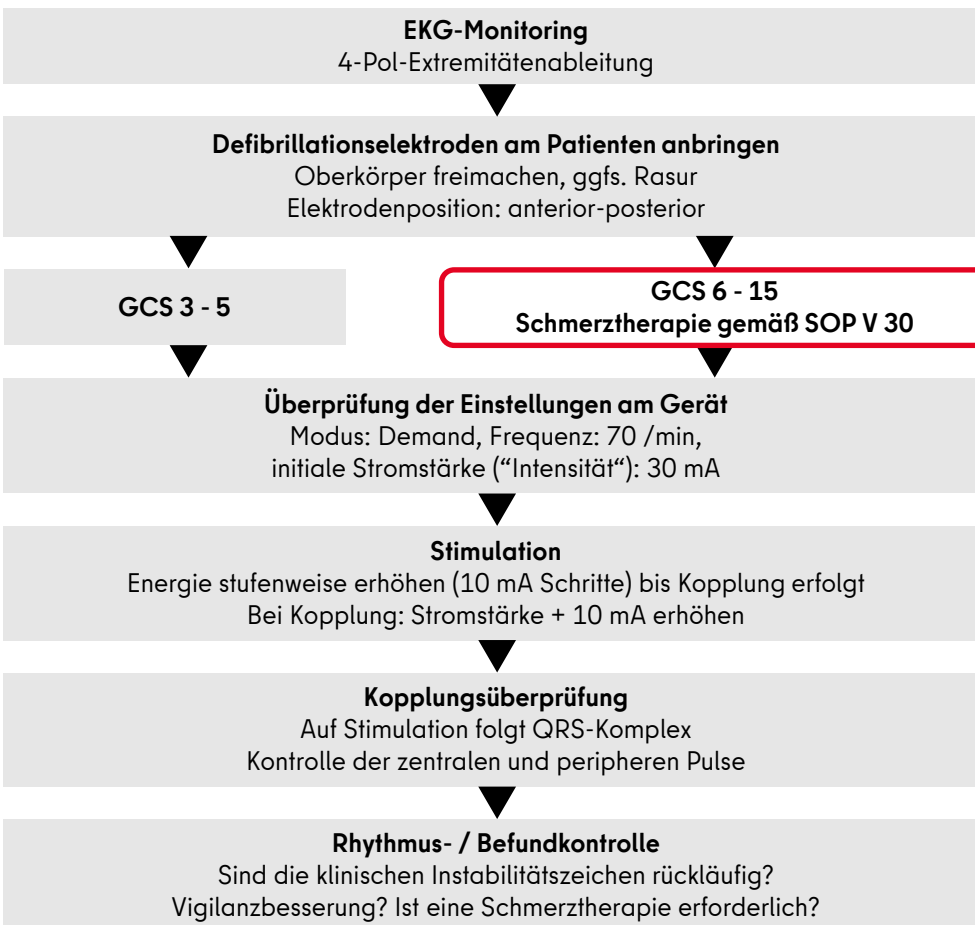 EKG-Monitoring
4-Pol-Extremitätenableitung
Defibrillationselektroden am Patienten anbringen
Oberkörper freimachen, ggfs. Rasur
Elektrodenposition: anterior-posterior
GCS 3 - 5
GCS 6 - 15
Schmerztherapie gemäß SOP V 30
Überprüfung der Einstellungen am Gerät
Modus: Demand, Frequenz: 70 /min,
initiale Stromstärke (“Intensität“): 30 mA
Stimulation
Energie stufenweise erhöhen (10 mA Schritte) bis Kopplung erfolgt
Bei Kopplung: Stromstärke + 10 mA erhöhen
Kopplungsüberprüfung
Auf Stimulation folgt QRS-Komplex
Kontrolle der zentralen und peripheren Pulse
Rhythmus- / Befundkontrolle
Sind die klinischen Instabilitätszeichen rückläufig?
Vigilanzbesserung? Ist eine Schmerztherapie erforderlich?